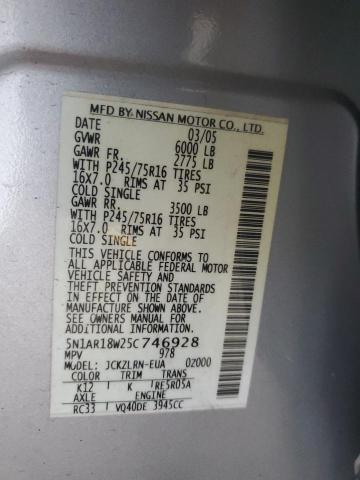 MFD BY NISSAN MOTOR CO., LTD.
DATE 03/05
GVWR 6000 LB
GAWR FR. 2775 LB
WITH P245/75R16 TIRES
16X7.0 RIMS AT 35 PSI
COLD SINGLE
GAWR RR. 3500 LB
WITH P245/75R16 TIRES
16X7.0 RIMS AT 35 PSI
COLD SINGLE
THIS VEHICLE CONFORMS TO
ALL APPLICABLE FEDERAL MOTOR
VEHICLE SAFETY AND
THEFT PREVENTION STANDARDS
IN EFFECT ON THE DATE OF
MANUFACTURE SHOWN ABOVE.
SEE OWNERS MANUAL FOR
ADDITIONAL INFORMATION.
5N1AR18W25C746928
MPV 978
MODEL: JCKZLRN-EUA 02000
COLOR TRIM TRANS
K12 K RE5R05A
AXLE ENGINE
RC33 VQ40DE 3945CC